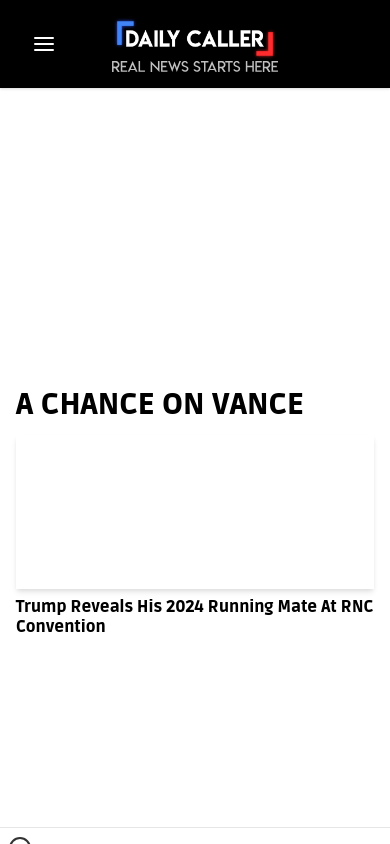 DAILY CALLER
REAL NEWS STARTS HERE
A CHANCE ON VANCE
Trump Reveals His 2024 Running Mate At RNC
Convention